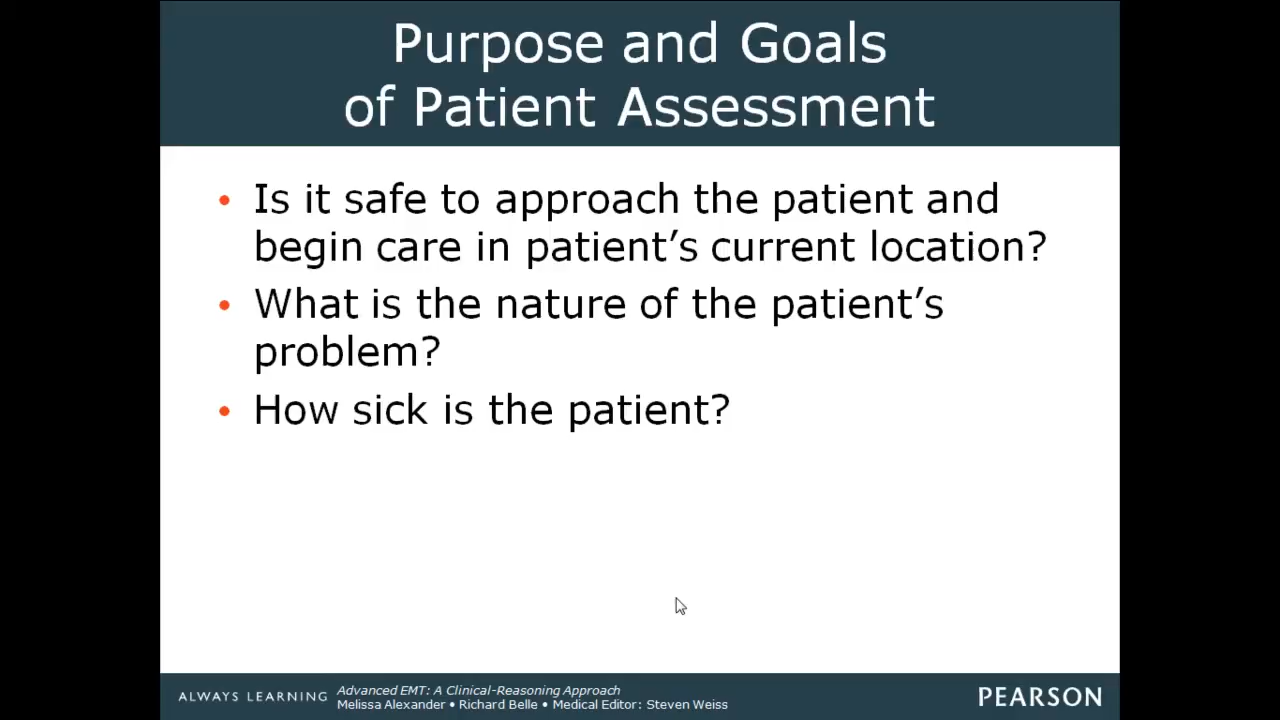 Purpose and Goals
of Patient Assessment
• Is it safe to approach the patient and
begin care in patient’s current location?
• What is the nature of the patient’s
problem?
• How sick is the patient?
ALWAYS LEARNING
Advanced EMT: A Clinical-Reasoning Approach
Melissa Alexander • Richard Belle • Medical Editor: Steven Weiss
PEARSON